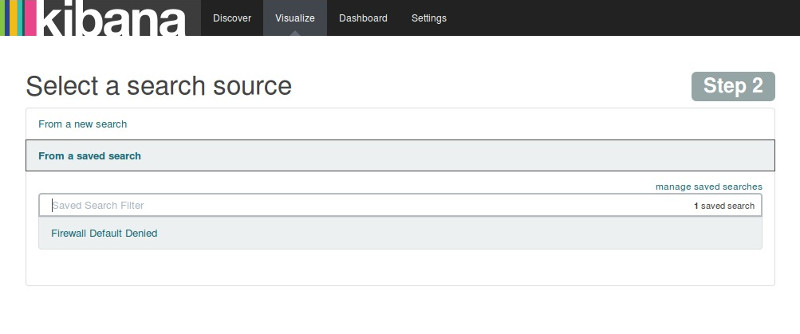 kibana
Discover
Visualize
Dashboard
Settings
Select a search source
Step 2
From a new search
From a saved search
manage saved searches
Saved Search Filter
1 saved search
Firewall Default Denied